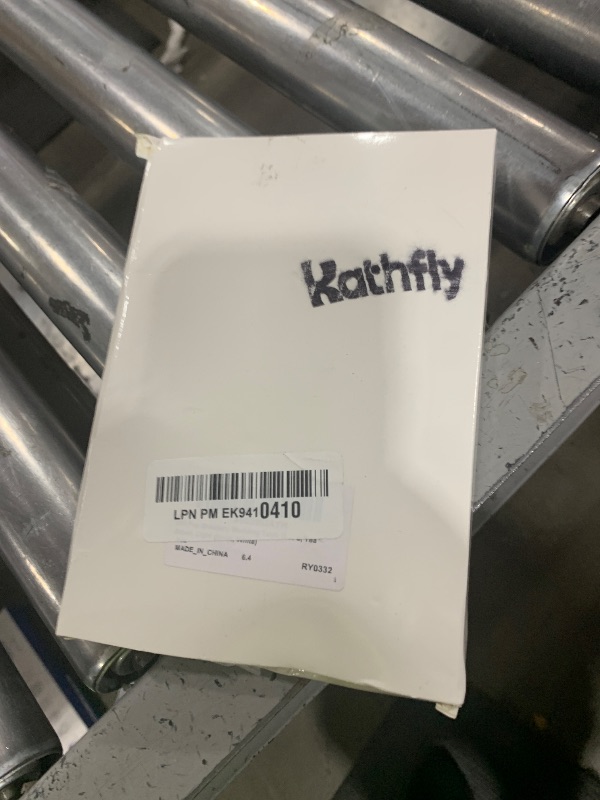 Kathfly
LPN PM EK9410410
MADE_IN_CHINA 6.4
RY0332